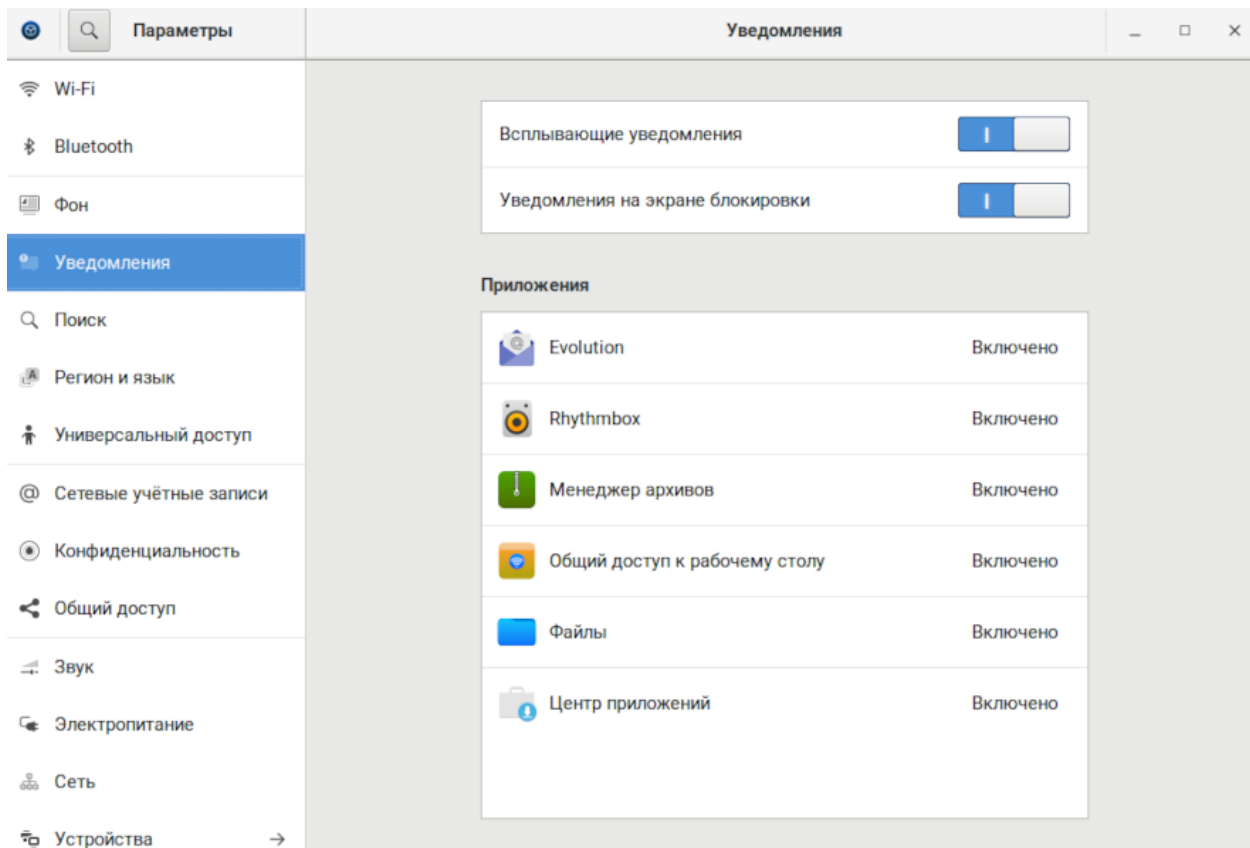 Параметры
Уведомления
Wi-Fi
Bluetooth
Фон
Уведомления
Поиск
Регион и язык
Универсальный доступ
Сетевые учётные записи
Конфиденциальность
Общий доступ
Звук
Электропитание
Сеть
Устройства
Всплывающие уведомления
Уведомления на экране блокировки
Приложения
Evolution Включено
Rhythmbox Включено
Менеджер архивов Включено
Общий доступ к рабочему столу Включено
Файлы Включено
Центр приложений Включено